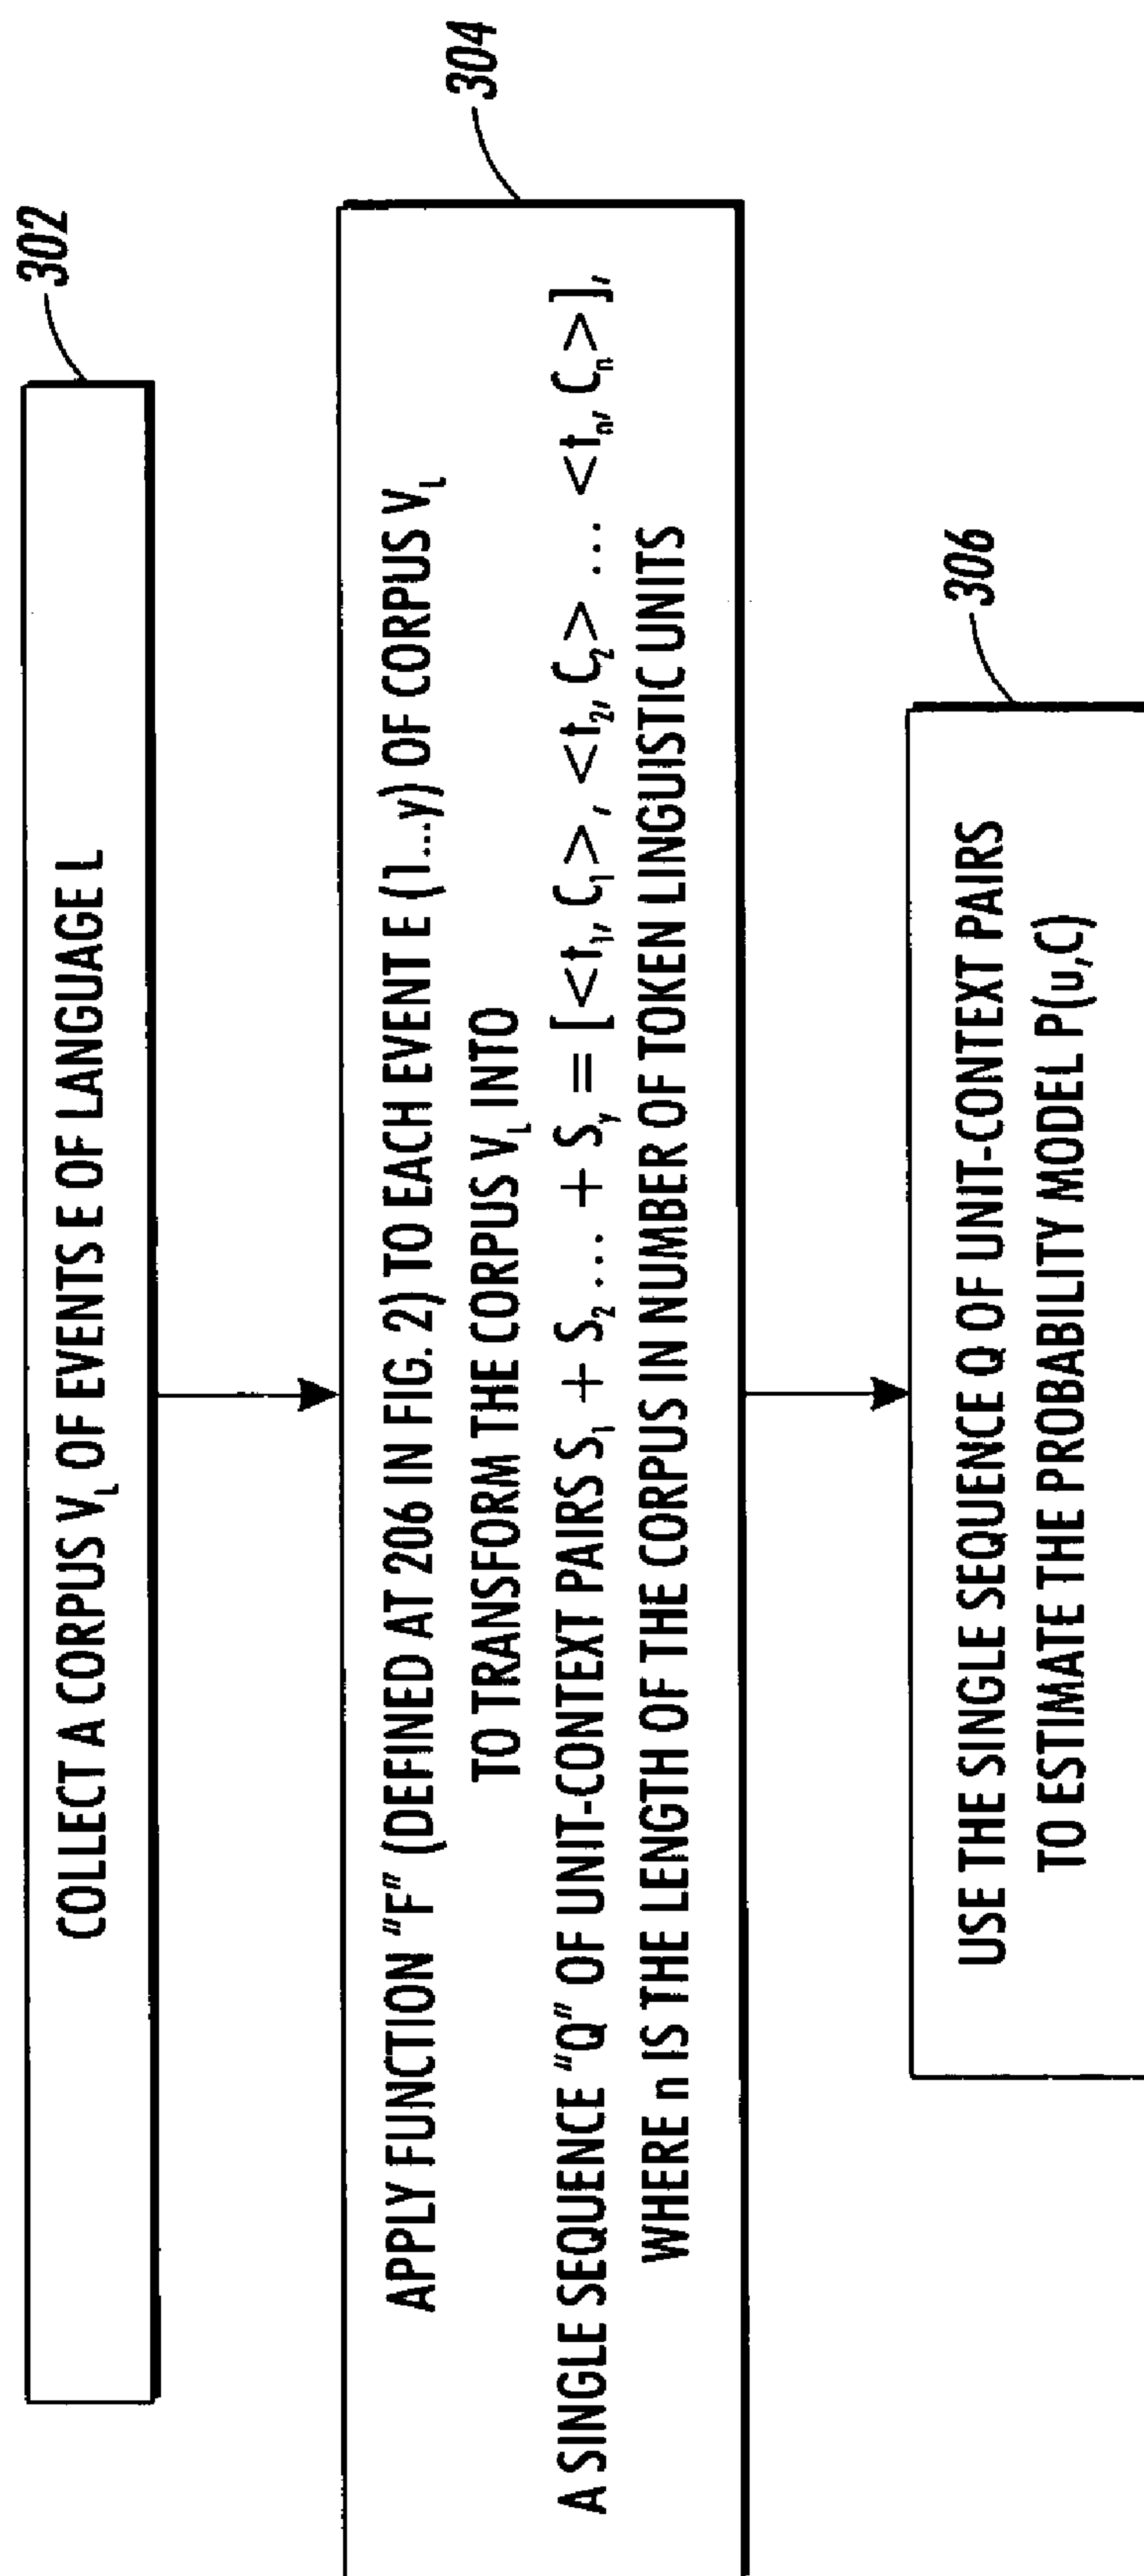 302
COLLECT A CORPUS V_L OF EVENTS E OF LANGUAGE L
304
APPLY FUNCTION "F" (DEFINED AT 206 IN FIG. 2) TO EACH EVENT E (1...y) OF CORPUS V_L
TO TRANSFORM THE CORPUS V_L INTO
A SINGLE SEQUENCE "Q" OF UNIT-CONTEXT PAIRS S_1 + S_2 ... + S_y = [<t_1, C_1>, <t_2, C_2> ... <t_n, C_n>],
WHERE n IS THE LENGTH OF THE CORPUS IN NUMBER OF TOKEN LINGUISTIC UNITS
306
USE THE SINGLE SEQUENCE Q OF UNIT-CONTEXT PAIRS
TO ESTIMATE THE PROBABILITY MODEL P(u,C)